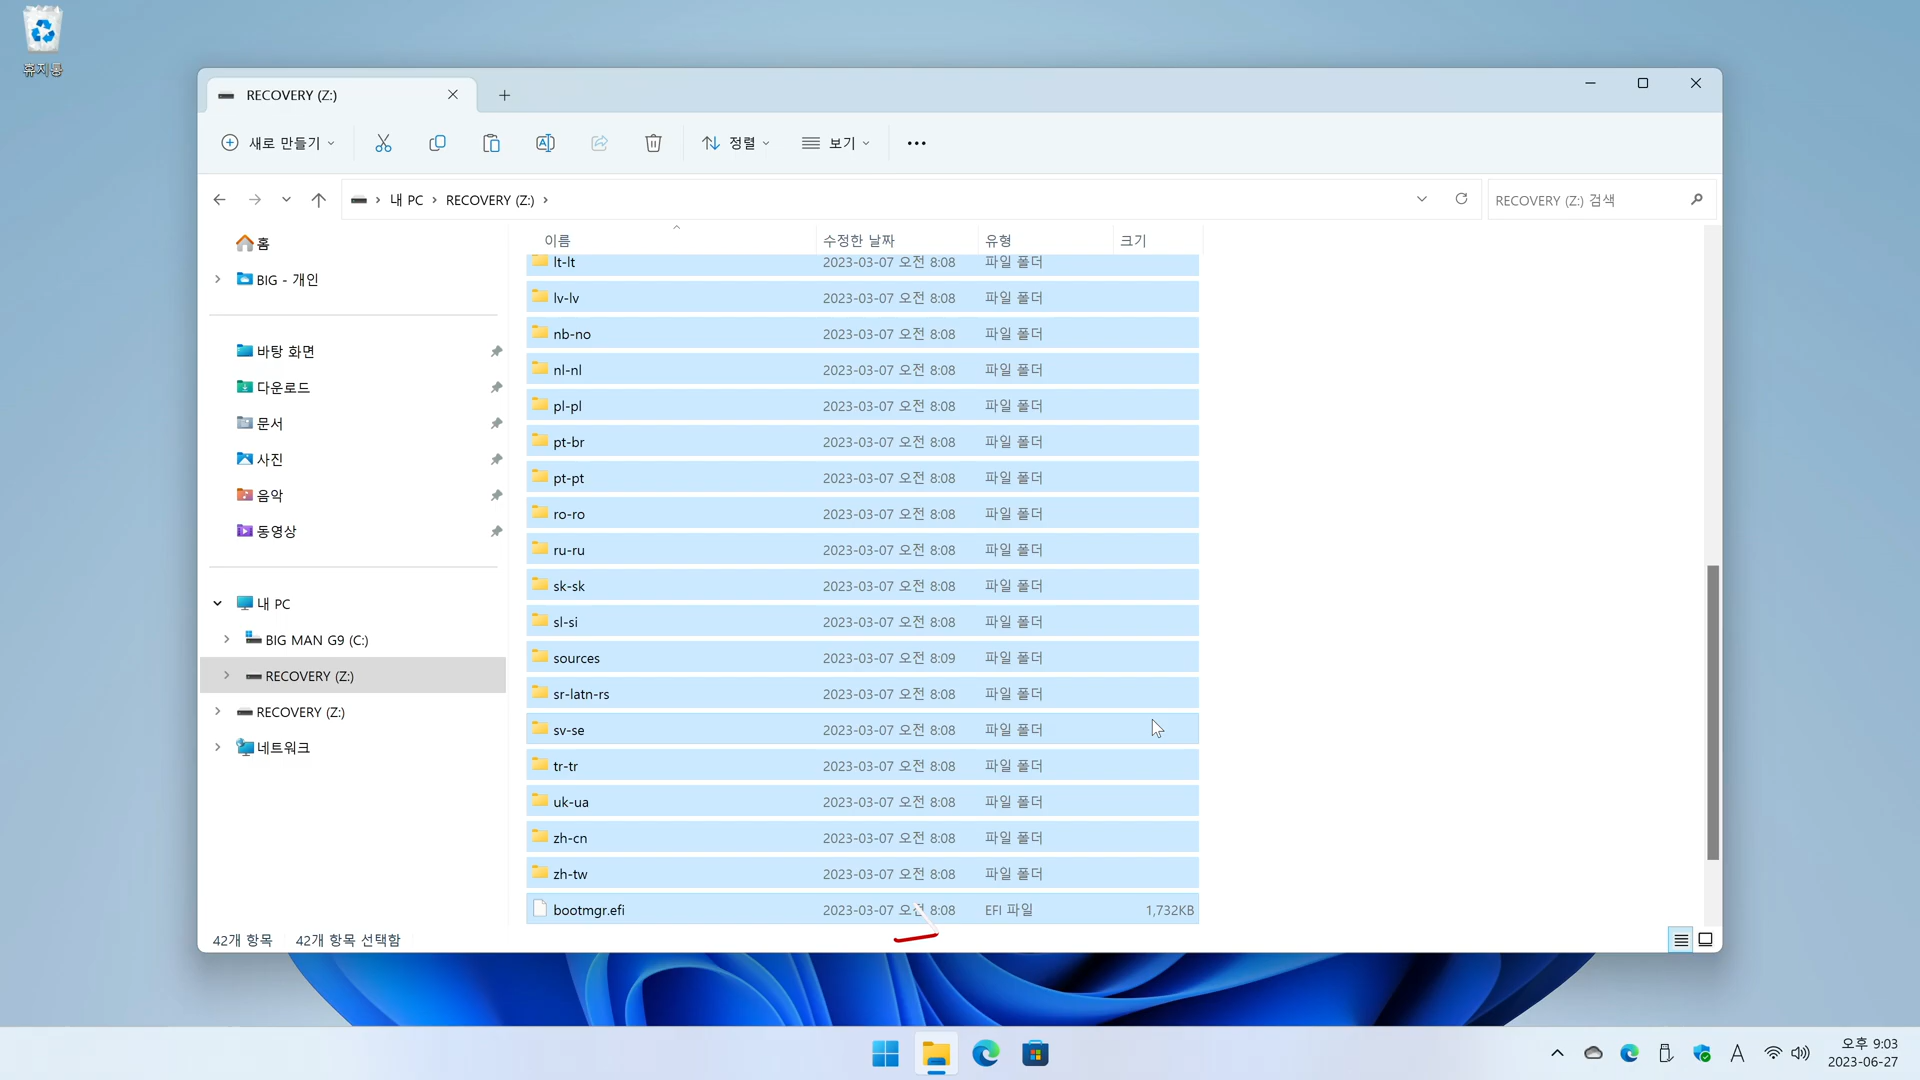 휴지통
RECOVERY (Z:)
새로 만들기
정렬
보기
내 PC
RECOVERY (Z:)
RECOVERY (Z:) 검색
홈
BIG - 개인
바탕 화면
다운로드
문서
사진
음악
동영상
내 PC
BIG MAN G9 (C:)
RECOVERY (Z:)
RECOVERY (Z:)
네트워크
이름 수정한 날짜 유형 크기
lt-lt 2023-03-07 오전 8:08 파일 폴더
lv-lv 2023-03-07 오전 8:08 파일 폴더
nb-no 2023-03-07 오전 8:08 파일 폴더
nl-nl 2023-03-07 오전 8:08 파일 폴더
pl-pl 2023-03-07 오전 8:08 파일 폴더
pt-br 2023-03-07 오전 8:08 파일 폴더
pt-pt 2023-03-07 오전 8:08 파일 폴더
ro-ro 2023-03-07 오전 8:08 파일 폴더
ru-ru 2023-03-07 오전 8:08 파일 폴더
sk-sk 2023-03-07 오전 8:08 파일 폴더
sl-si 2023-03-07 오전 8:08 파일 폴더
sources 2023-03-07 오전 8:09 파일 폴더
sr-latn-rs 2023-03-07 오전 8:08 파일 폴더
sv-se 2023-03-07 오전 8:08 파일 폴더
tr-tr 2023-03-07 오전 8:08 파일 폴더
uk-ua 2023-03-07 오전 8:08 파일 폴더
zh-cn 2023-03-07 오전 8:08 파일 폴더
zh-tw 2023-03-07 오전 8:08 파일 폴더
bootmgr.efi 2023-03-07 오전 8:08 EFI 파일 1,732KB
42개 항목 42개 항목 선택함
A
오후 9:03
2023-06-27